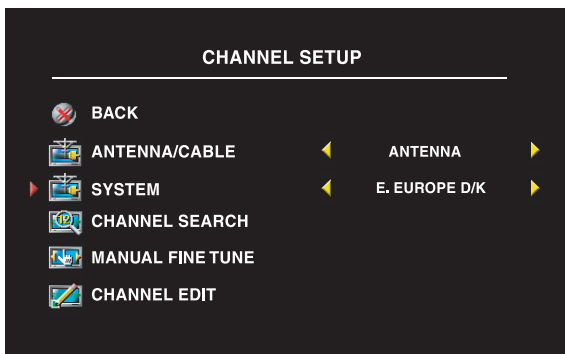 CHANNEL SETUP
BACK
ANTENNA/CABLE ANTENNA
SYSTEM E. EUROPE D/K
CHANNEL SEARCH
MANUAL FINE TUNE
CHANNEL EDIT